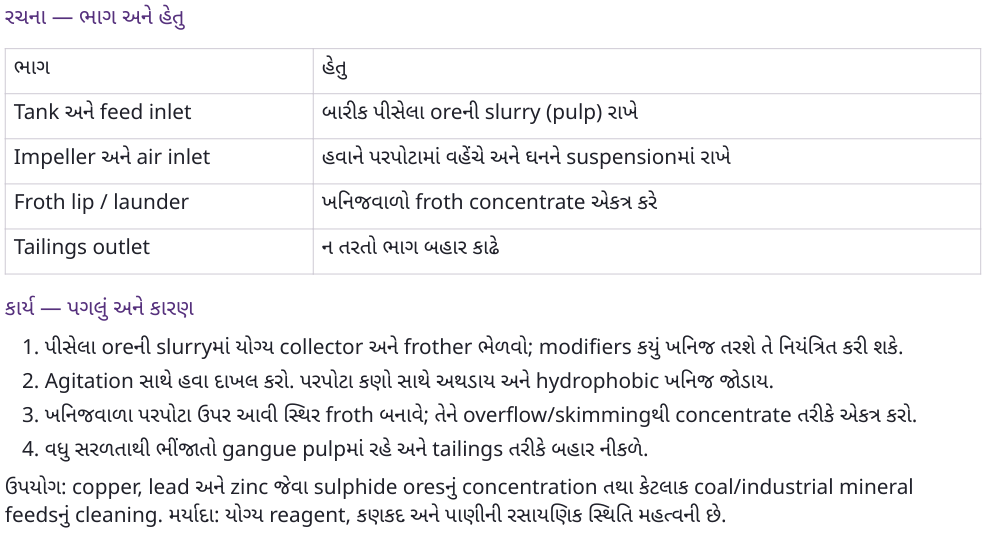 રચના — ભાગ અને હેતુ
ભાગ હેતુ
Tank અને feed inlet બારીક પીસેલા oreની slurry (pulp) રાખે
Impeller અને air inlet હવાને પરપોટામાં વહેંચે અને ઘનને suspensionમાં રાખે
Froth lip / launder ખનિજવાળો froth concentrate એકત્ર કરે
Tailings outlet ન તરતો ભાગ બહાર કાઢે
કાર્ય — પગલું અને કારણ
1. પીસેલા oreની slurryમાં યોગ્ય collector અને frother ભેળવો; modifiers કયું ખનિજ તરશે તે નિયંત્રિત કરી શકે.
2. Agitation સાથે હવા દાખલ કરો. પરપોટા કણો સાથે અથડાય અને hydrophobic ખનિજ જોડાય.
3. ખનિજવાળા પરપોટા ઉપર આવી સ્થિર froth બનાવે; તેને overflow/skimmingથી concentrate તરીકે એકત્ર કરો.
4. વધુ સરળતાથી ભીંજાતો gangue pulpમાં રહે અને tailings તરીકે બહાર નીકળે.
ઉપયોગ: copper, lead અને zinc જેવા sulphide oresનું concentration તથા કેટલાક coal/industrial mineral
feedsનું cleaning. મર્યાદા: યોગ્ય reagent, કણકદ અને પાણીની રસાયણિક સ્થિતિ મહત્વની છે.